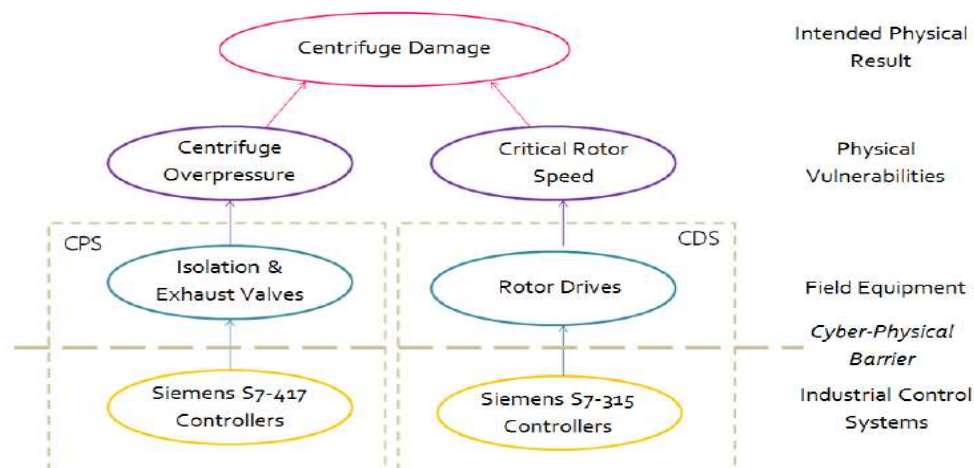 Centrifuge Damage
Intended Physical
Result
Centrifuge
Overpressure
Critical Rotor
Speed
Physical
Vulnerabilities
CPS
CDS
Isolation &
Exhaust Valves
Rotor Drives
Field Equipment
Cyber-Physical
Barrier
Siemens S7-417
Controllers
Siemens S7-315
Controllers
Industrial Control
Systems